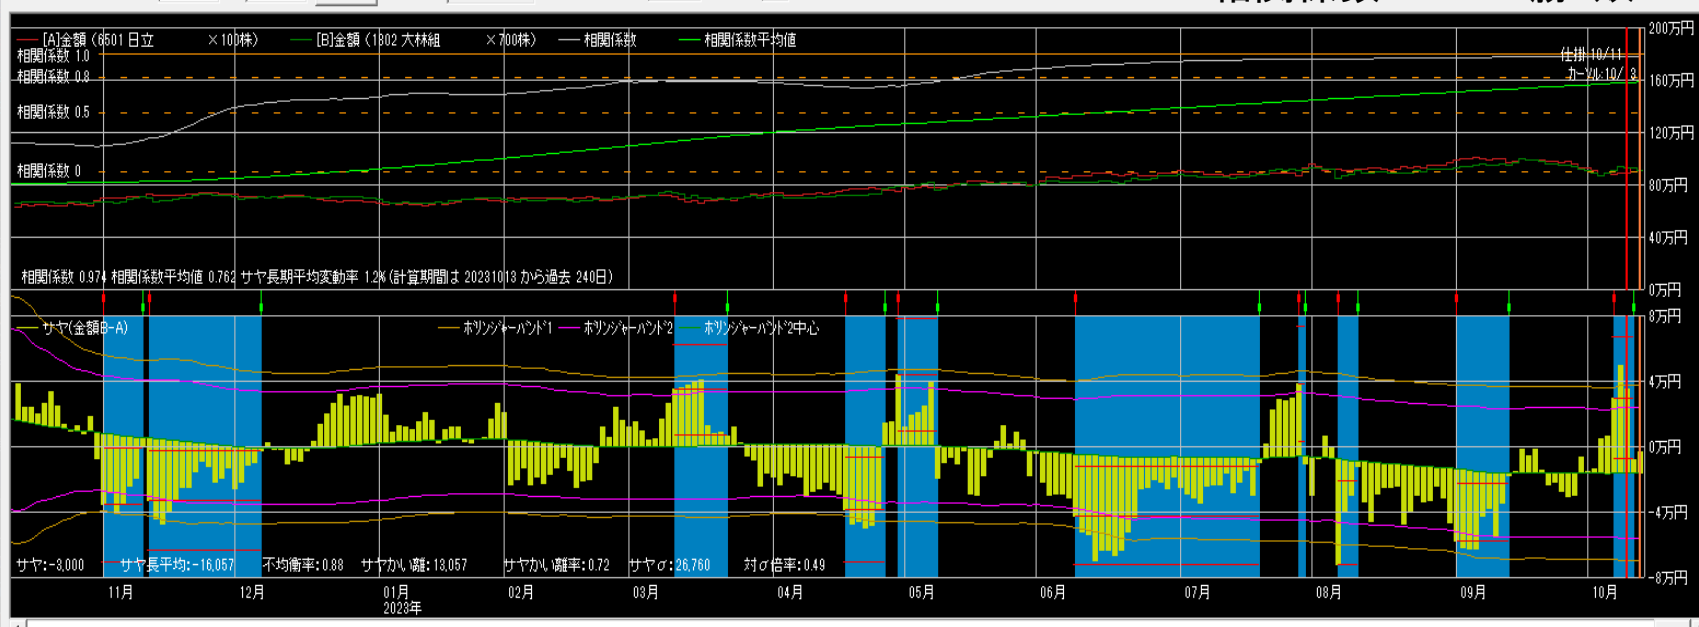 200万円
[A]金額(6501 日立 ×100株) [B]金額(1802 大林組 ×700株) 相関係数 相関係数平均値
相関係数 1.0
仕掛:10/11
相関係数 0.8
カーソル:10/ 3
160万円
相関係数 0.5
120万円
相関係数 0
80万円
40万円
相関係数 0.974 相関係数平均値 0.762 サヤ長期平均変動率 1.2%(計算期間は 20231013 から過去 240日)
0万円
8万円
サヤ(金額B-A) ボリンジャーバンド1 ボリンジャーバンド2 ボリンジャーバンド2中心
4万円
0万円
-4万円
サヤ:-3,000 サヤ長平均:-16,057 不均衡率:0.88 サヤかい離:13,057 サヤかい離率:0.72 サヤσ:26,760 対σ倍率:0.49
-8万円
11月 12月 01月 02月 03月 04月 05月 06月 07月 08月 09月 10月
2023年